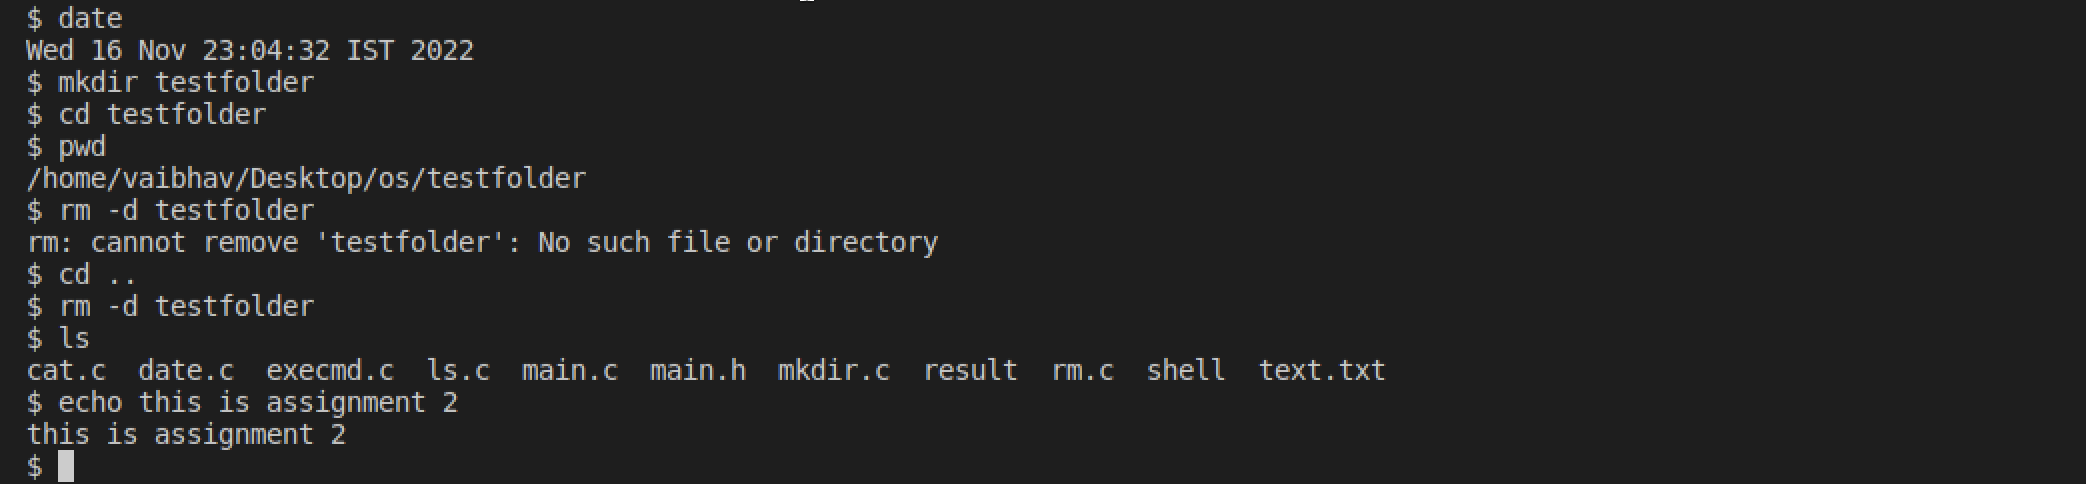 $ date
Wed 16 Nov 23:04:32 IST 2022
$ mkdir testfolder
$ cd testfolder
$ pwd
/home/vaibhav/Desktop/os/testfolder
$ rm -d testfolder
rm: cannot remove 'testfolder': No such file or directory
$ cd ..
$ rm -d testfolder
$ ls
cat.c  date.c  execmd.c  ls.c  main.c  main.h  mkdir.c  result  rm.c  shell  text.txt
$ echo this is assignment 2
this is assignment 2
$